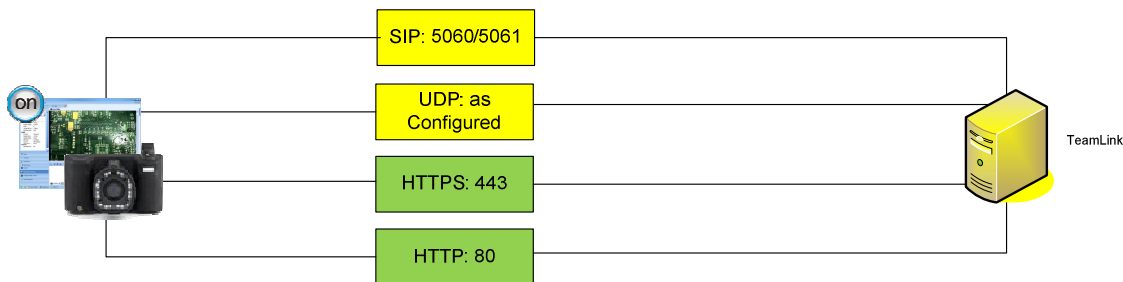 SIP: 5060/5061
on
UDP: as
Configured
TeamLink
HTTPS: 443
HTTP: 80